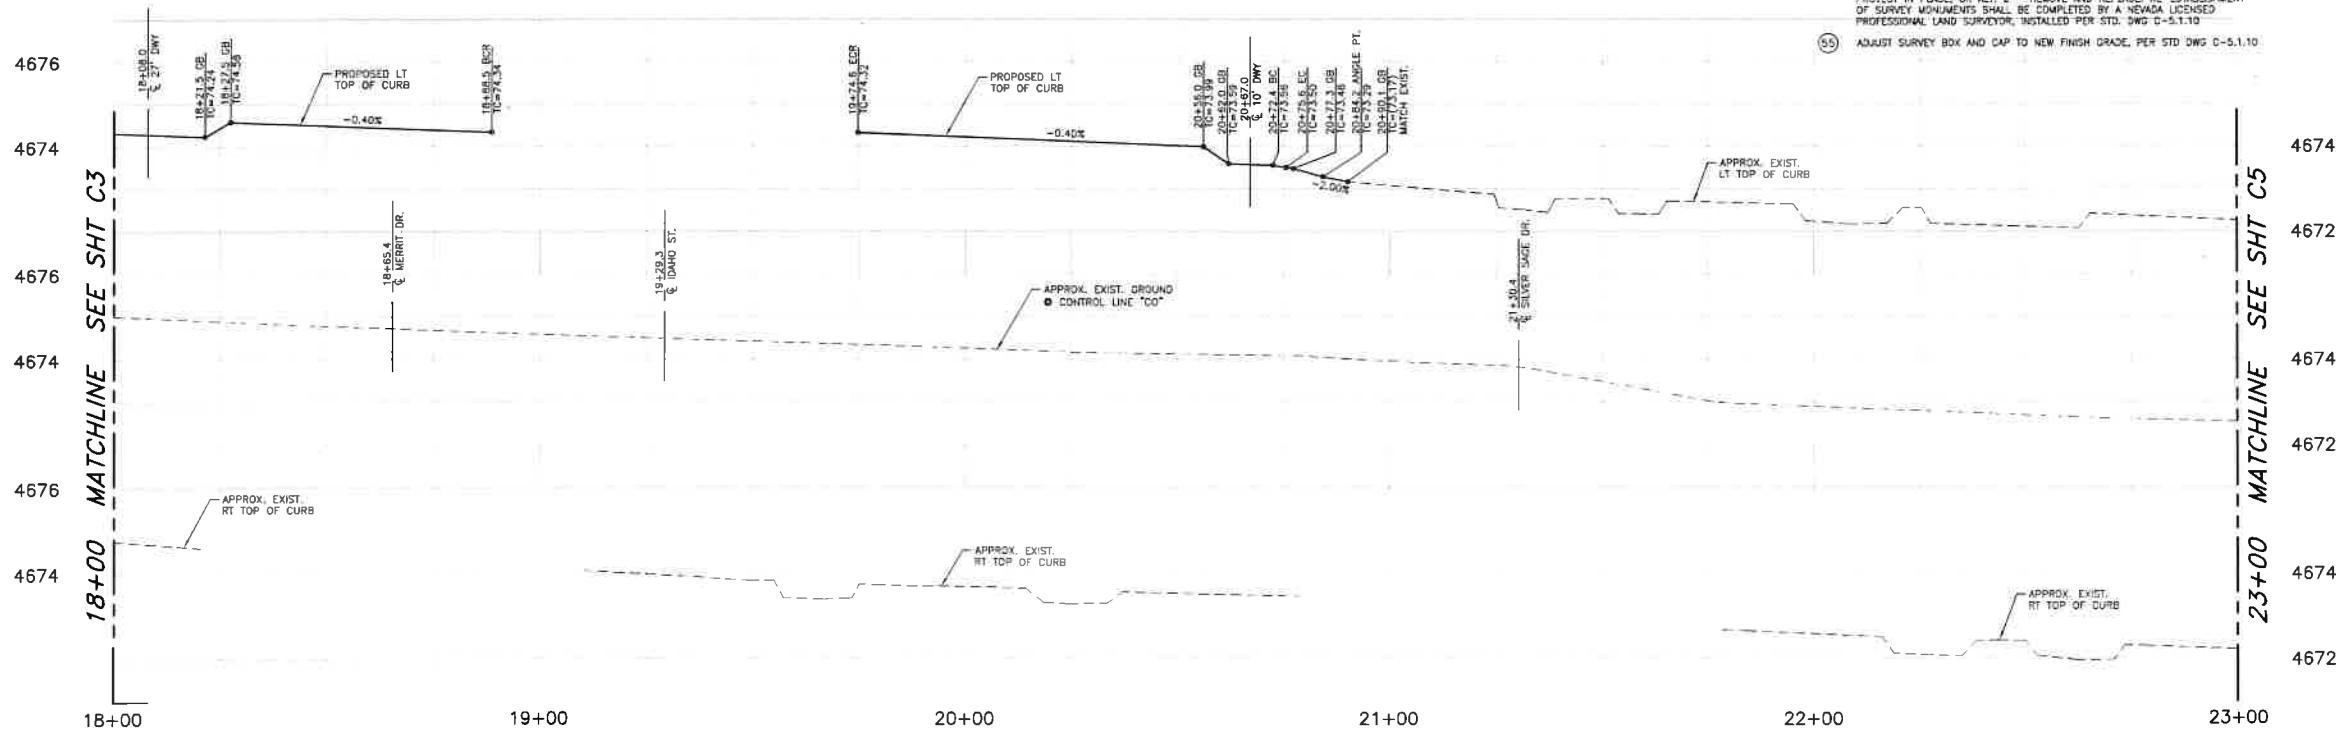 OF SURVEY MONUMENTS SHALL BE COMPLETED BY A NEVADA LICENSED
PROFESSIONAL LAND SURVEYOR, INSTALLED PER STD. DWG C-5.1.10
55 ADJUST SURVEY BOX AND CAP TO NEW FINISH GRADE, PER STD DWG C-5.1.10
4676
18+08.0
℄ 27' DWY
18+21.5 GB
TC=74.24
18+27.5 GB
TC=74.58
PROPOSED LT
TOP OF CURB
-0.40%
18+88.5 BCR
TC=74.34
19+74.6 ECR
TC=74.32
PROPOSED LT
TOP OF CURB
-0.40%
20+56.0 GB
TC=73.99
20+62.0 GB
TC=73.59
20+67.0
℄ 10' DWY
20+72.4 BC
TC=73.56
20+75.6 EC
TC=73.50
20+77.3 GB
TC=73.48
20+84.2 ANGLE PT.
TC=73.29
20+90.1 GB
TC=(73.17)
MATCH EXIST.
-2.00%
4674
4674
APPROX. EXIST.
LT TOP OF CURB
4672
MATCHLINE SEE SHT C3
MATCHLINE SEE SHT C5
4676
18+65.4
℄ MERRIT DR.
19+29.3
℄ IDAHO ST.
APPROX. EXIST. GROUND
@ CONTROL LINE "CO"
21+30.4
℄ SILVER SAGE DR.
4674
4674
4672
4676
APPROX. EXIST.
RT TOP OF CURB
APPROX. EXIST.
RT TOP OF CURB
4674
4674
APPROX. EXIST.
RT TOP OF CURB
4672
18+00
23+00
18+00
19+00
20+00
21+00
22+00
23+00